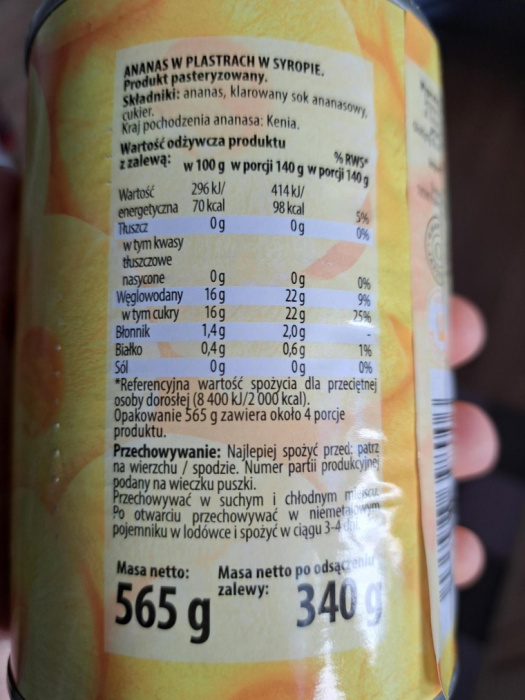 ANANAS W PLASTRACH W SYROPIE.
Produkt pasteryzowany.
Składniki: ananas, klarowany sok ananasowy,
cukier.
Kraj pochodzenia ananasa: Kenia.
Wartość odżywcza produktu
z zalewą: w 100 g w porcji 140 g % RWS* w porcji 140 g
Wartość 296 kJ/ 414 kJ/
energetyczna 70 kcal 98 kcal 5%
Tłuszcz 0 g 0 g 0%
w tym kwasy
tłuszczowe
nasycone 0 g 0 g 0%
Węglowodany 16 g 22 g 9%
w tym cukry 16 g 22 g 25%
Błonnik 1,4 g 2,0 g -
Białko 0,4 g 0,6 g 1%
Sól 0 g 0 g 0%
*Referencyjna wartość spożycia dla przeciętnej
osoby dorosłej (8 400 kJ/2 000 kcal).
Opakowanie 565 g zawiera około 4 porcje
produktu.
Przechowywanie: Najlepiej spożyć przed: patrz
na wierzchu / spodzie. Numer partii produkcyjnej
podany na wieczku puszki.
Przechowywać w suchym i chłodnym miejscu.
Po otwarciu przechowywać w niemetalowym
pojemniku w lodówce i spożyć w ciągu 3-4
Masa netto: Masa netto po odsączeniu
zalewy:
565 g 340 g